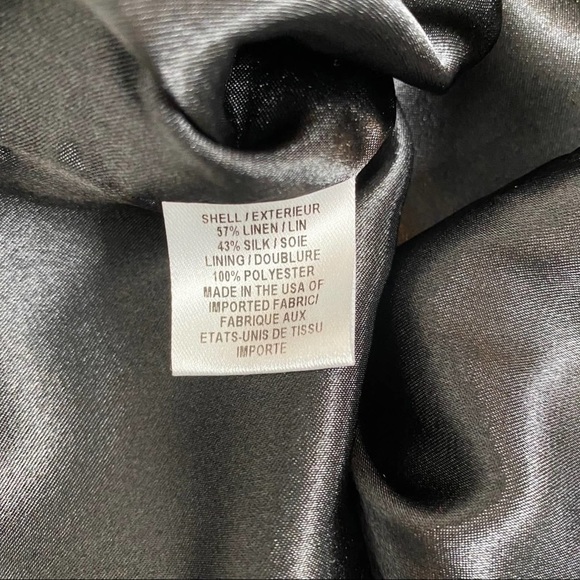 SHELL / EXTERIEUR
57% LINEN / LIN
43% SILK / SOIE
LINING / DOUBLURE
100% POLYESTER
MADE IN THE USA OF
IMPORTED FABRIC/
FABRIQUE AUX
ETATS-UNIS DE TISSU
IMPORTE